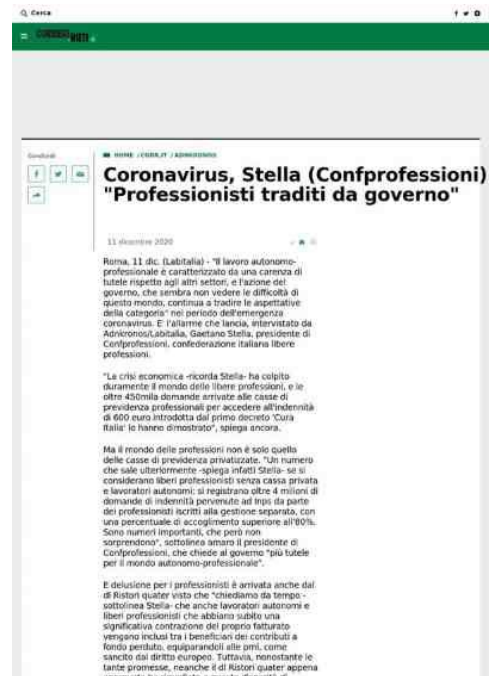 Cerca
HOME / CORR.IT / ADNKRONOS
Condividi
Coronavirus, Stella (Confprofessioni)
"Professionisti traditi da governo"
11 dicembre 2020
Roma, 11 dic. (Labitalia) - "Il lavoro autonomo-
professionale è caratterizzato da una carenza di
tutele rispetto agli altri settori, e l'azione del
governo, che sembra non vedere le difficoltà di
questo mondo, continua a tradire le aspettative
della categoria" nel periodo dell'emergenza
coronavirus. E' l'allarme che lancia, intervistato da
Adnkronos/Labitalia, Gaetano Stella, presidente di
Confprofessioni, confederazione italiana libere
professioni.
"La crisi economica -ricorda Stella- ha colpito
duramente il mondo delle libere professioni, e le
oltre 450mila domande arrivate alle casse di
previdenza professionali per accedere all'indennità
di 600 euro introdotta dal primo decreto 'Cura
Italia' lo hanno dimostrato", spiega ancora.
Ma il mondo delle professioni non è solo quella
delle casse di previdenza privatizzate. "Un numero
che sale ulteriormente -spiega infatti Stella- se si
considerano liberi professionisti senza cassa privata
e lavoratori autonomi: si registrano oltre 4 milioni di
domande di indennità pervenute ad Inps da parte
dei professionisti iscritti alla gestione separata, con
una percentuale di accoglimento superiore all'80%.
Sono numeri importanti, che però non
sorprendono", sottolinea amaro il presidente di
Confprofessioni, che chiede al governo "più tutele
per il mondo autonomo-professionale".
E delusione per i professionisti è arrivata anche dal
dl Ristori quater visto che "chiediamo da tempo -
sottolinea Stella- che anche lavoratori autonomi e
liberi professionisti che abbiano subito una
significativa contrazione del proprio fatturato
vengano inclusi tra i beneficiari dei contributi a
fondo perduto, equiparandoli alle pmi, come
sancito dal diritto europeo. Tuttavia, nonostante le
tante promesse, neanche il dl Ristori quater appena